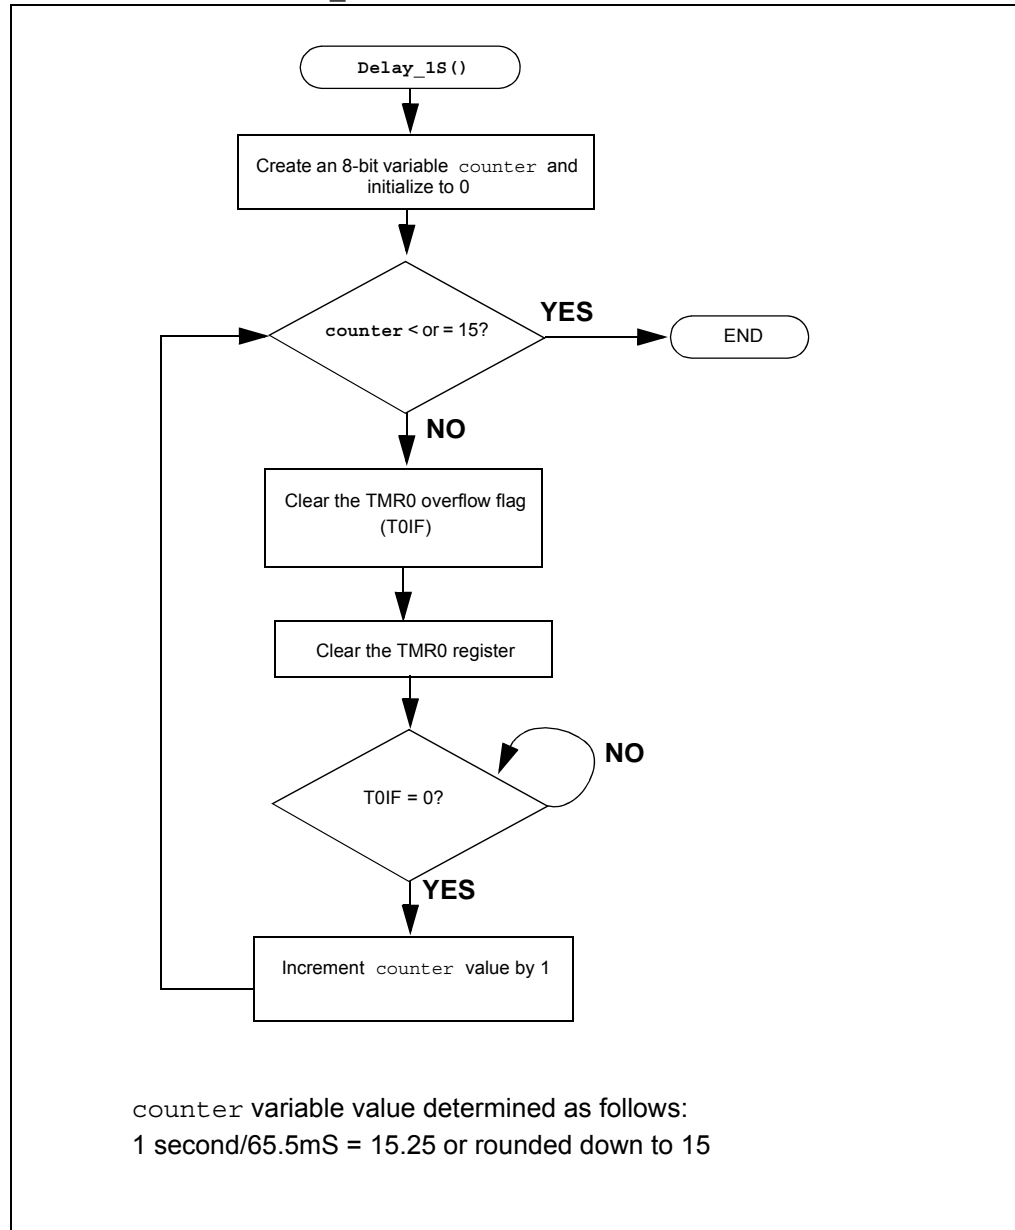 Delay_1S()
Create an 8-bit variable counter and
initialize to 0
counter < or = 15?
YES
END
NO
Clear the TMR0 overflow flag
(T0IF)
Clear the TMR0 register
T0IF = 0?
NO
YES
Increment counter value by 1
counter variable value determined as follows:
1 second/65.5mS = 15.25 or rounded down to 15